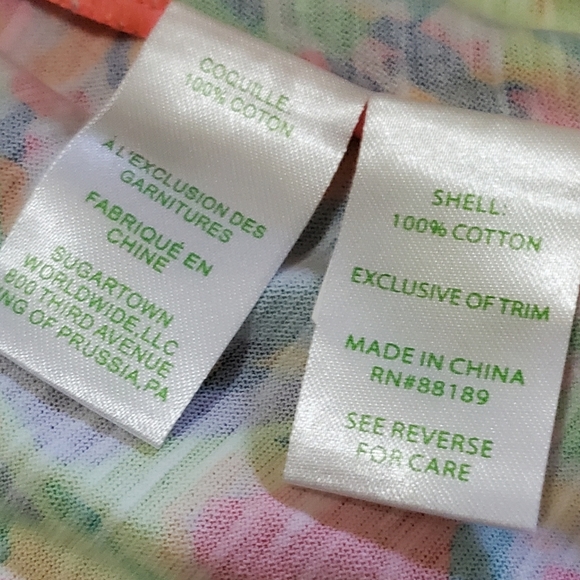 COQUILLE
100% COTON
À L'EXCLUSION DES
GARNITURES
FABRIQUÉ EN
CHINE
SUGARTOWN
WORLDWIDE, LLC
800 THIRD AVENUE
ING OF PRUSSIA, PA
SHELL:
100% COTTON
EXCLUSIVE OF TRIM
MADE IN CHINA
RN#88189
SEE REVERSE
FOR CARE